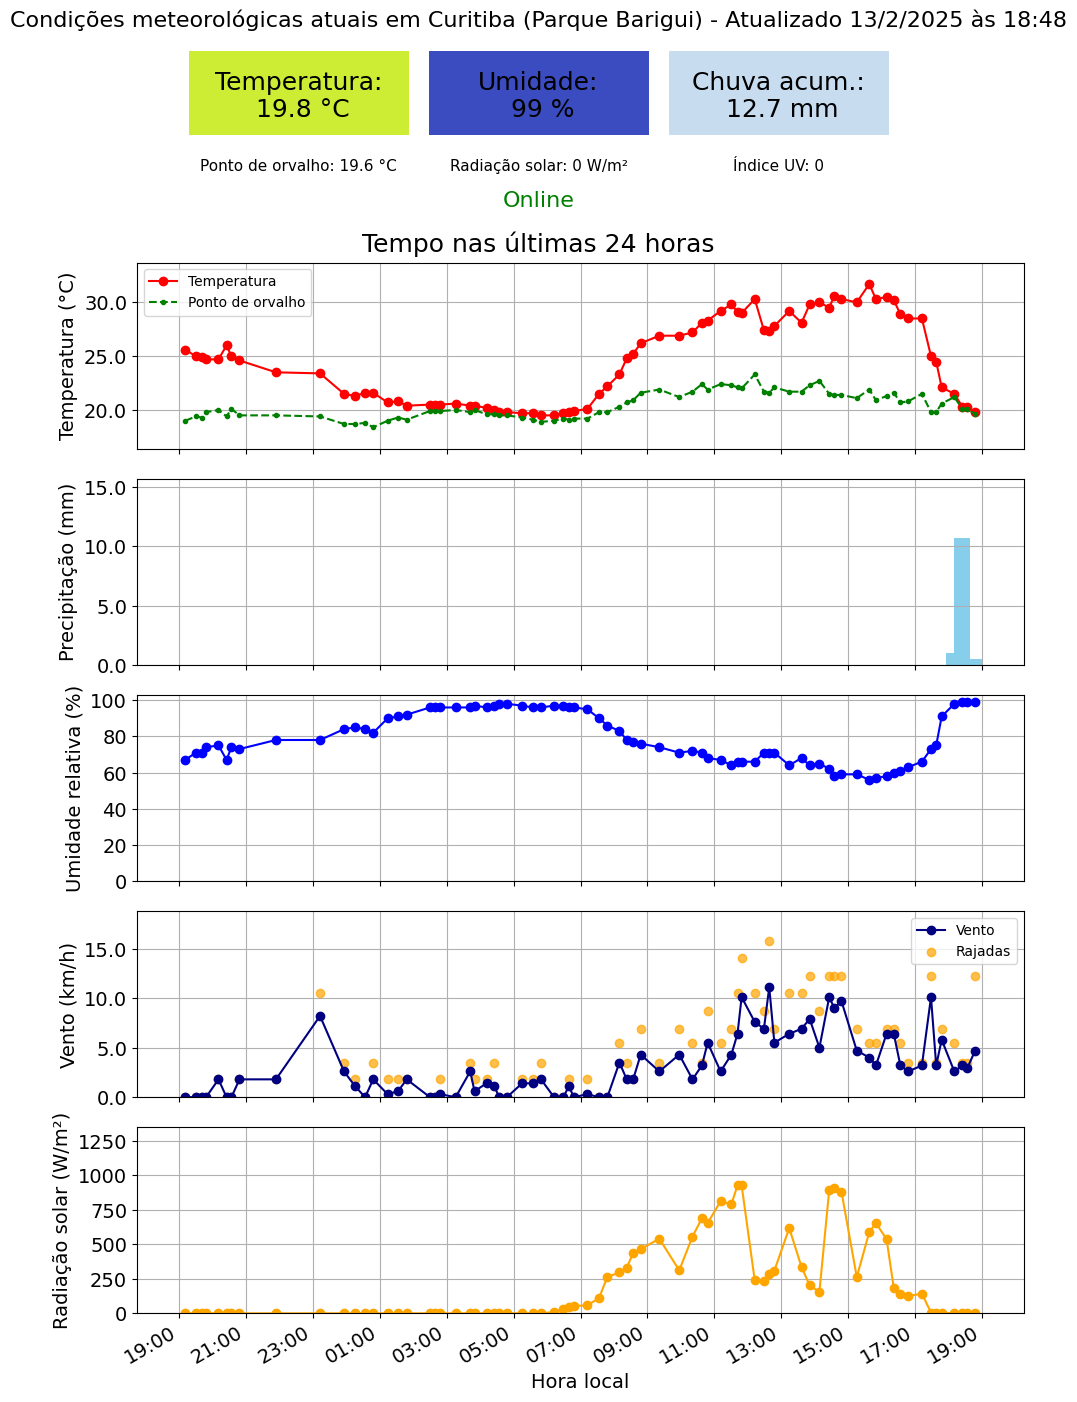 Condições meteorológicas atuais em Curitiba (Parque Barigui) - Atualizado 13/2/2025 às 18:48
Temperatura:
19.8 °C
Umidade:
99 %
Chuva acum.:
12.7 mm
Ponto de orvalho: 19.6 °C
Radiação solar: 0 W/m²
Índice UV: 0
Online
Tempo nas últimas 24 horas
Temperatura (°C)
30.0
25.0
20.0
Temperatura
Ponto de orvalho
Precipitação (mm)
15.0
10.0
5.0
0.0
Umidade relativa (%)
100
80
60
40
20
0
Vento (km/h)
15.0
10.0
5.0
0.0
Vento
Rajadas
Radiação solar (W/m²)
1250
1000
750
500
250
0
19:00
21:00
23:00
01:00
03:00
05:00
07:00
09:00
11:00
13:00
15:00
17:00
19:00
Hora local